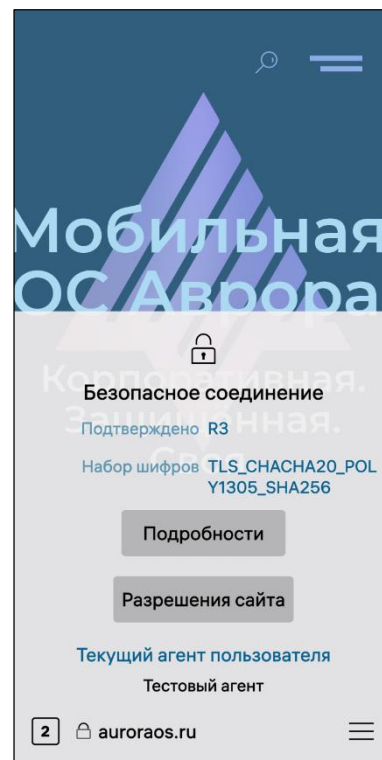 Мобильная
ОС Аврора
Безопасное соединение
Корпоративная.
Подтверждено R3
Защищённая.
Своя.
Набор шифров TLS_CHACHA20_POL
Y1305_SHA256
Подробности
Разрешения сайта
Текущий агент пользователя
Тестовый агент
2 auroraos.ru